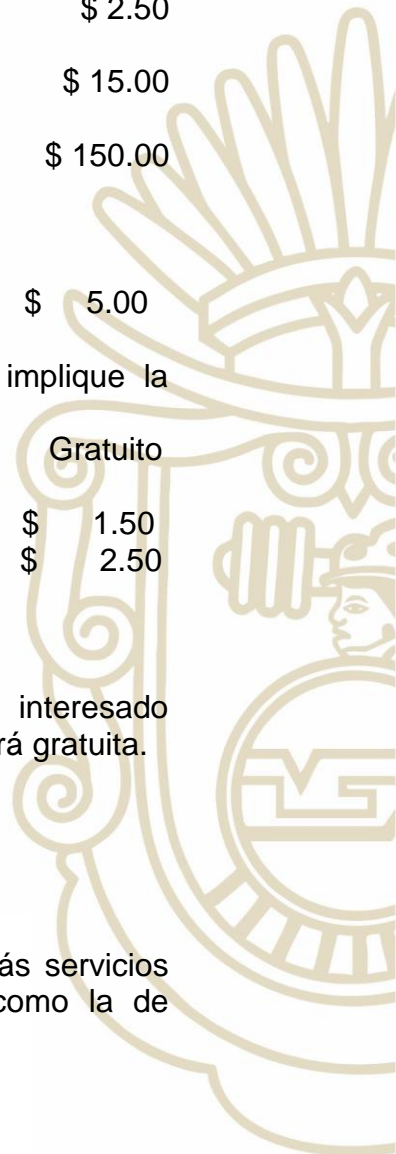 $ 2.50
$ 15.00
$ 150.00
$ 5.00
implique la
Gratuito
$ 1.50
$ 2.50
interesado
rá gratuita.
ás servicios
como la de